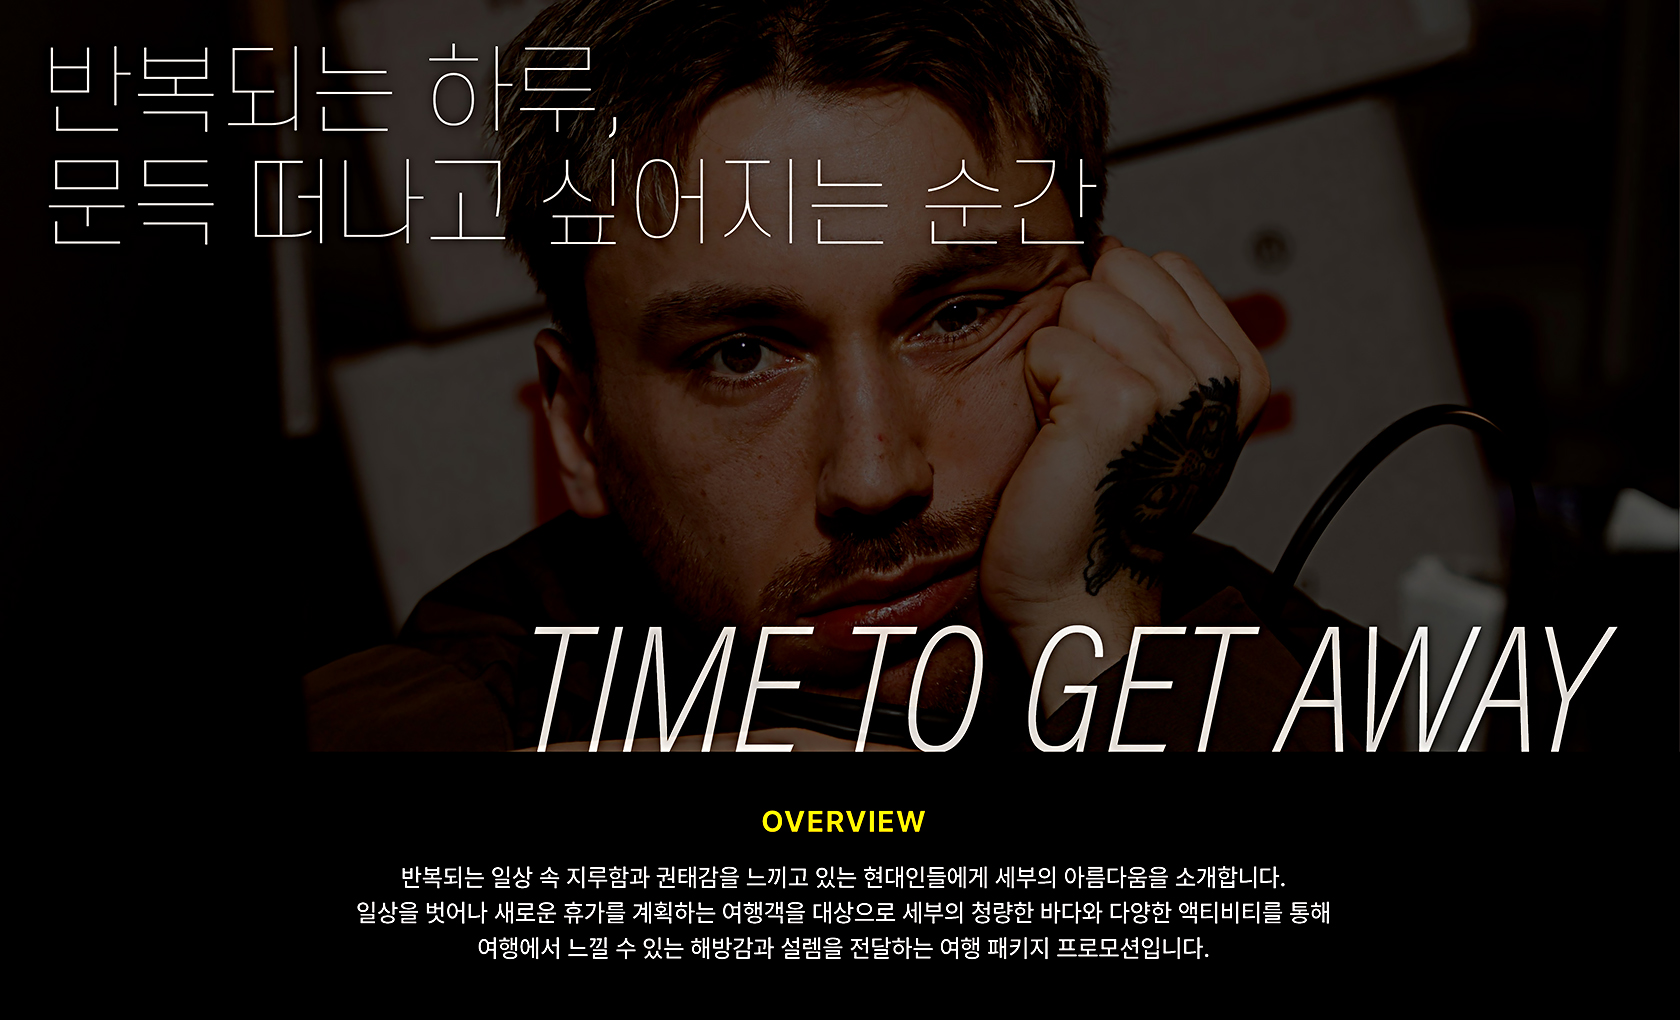 반복되는 하루,
문득 떠나고 싶어지는 순간
TIME TO GET AWAY
OVERVIEW
반복되는 일상 속 지루함과 권태감을 느끼고 있는 현대인들에게 세부의 아름다움을 소개합니다.
일상을 벗어나 새로운 휴가를 계획하는 여행객을 대상으로 세부의 청량한 바다와 다양한 액티비티를 통해
여행에서 느낄 수 있는 해방감과 설렘을 전달하는 여행 패키지 프로모션입니다.